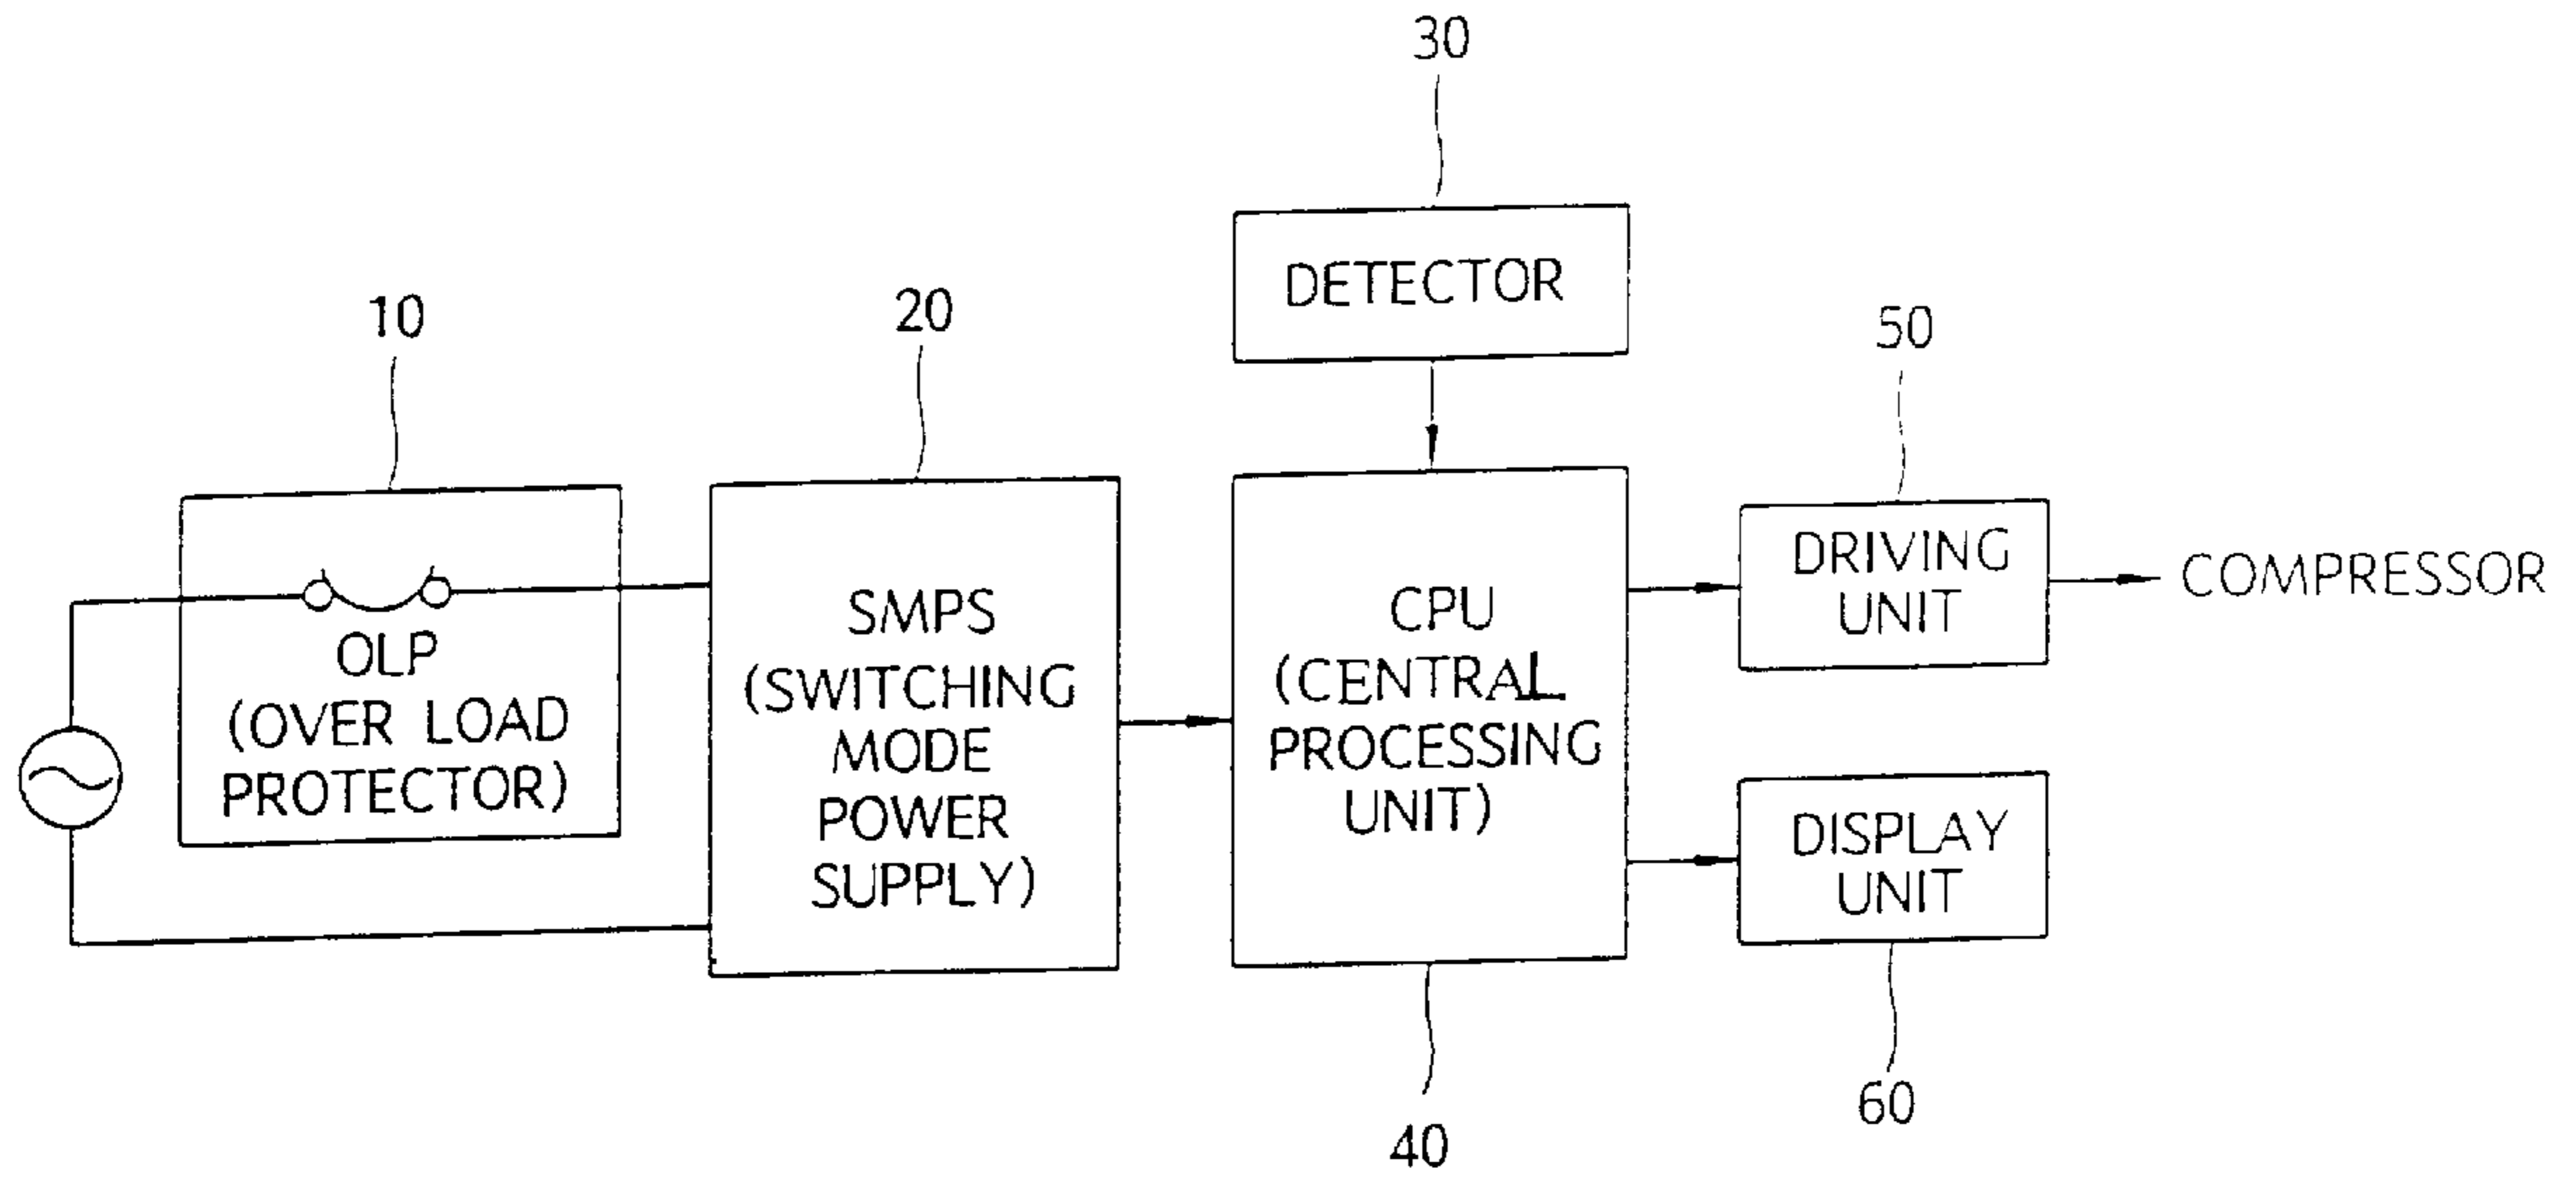 30
DETECTOR
10
20
50
OLP
(OVER LOAD
PROTECTOR)
SMPS
(SWITCHING
MODE
POWER
SUPPLY)
CPU
(CENTRAL
PROCESSING
UNIT)
DRIVING
UNIT
COMPRESSOR
DISPLAY
UNIT
60
40